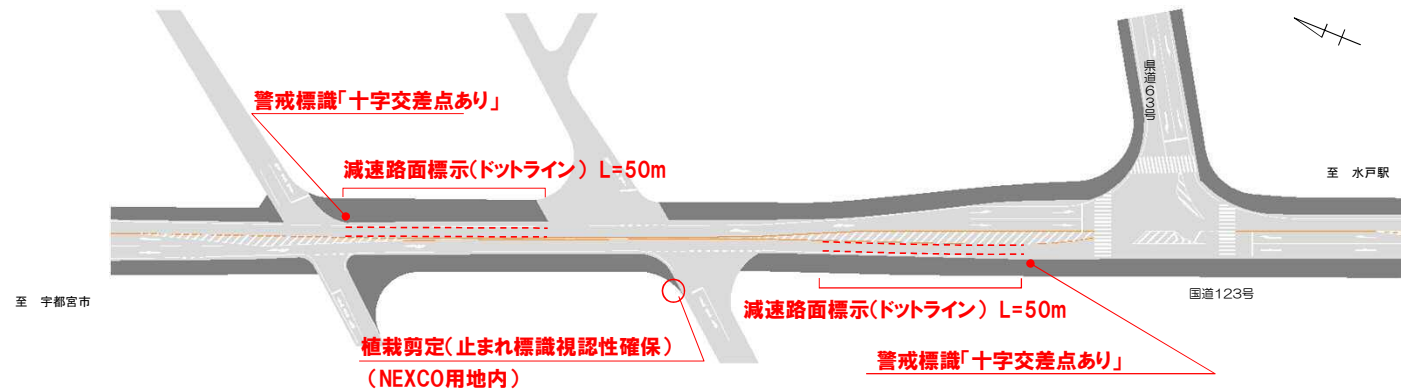 県道63号
警戒標識「十字交差点あり」
減速路面標示(ドットライン) L=50m
至 水戸駅
至 宇都宮市
国道123号
減速路面標示(ドットライン) L=50m
植栽剪定(止まれ標識視認性確保)
(NEXCO用地内)
警戒標識「十字交差点あり」